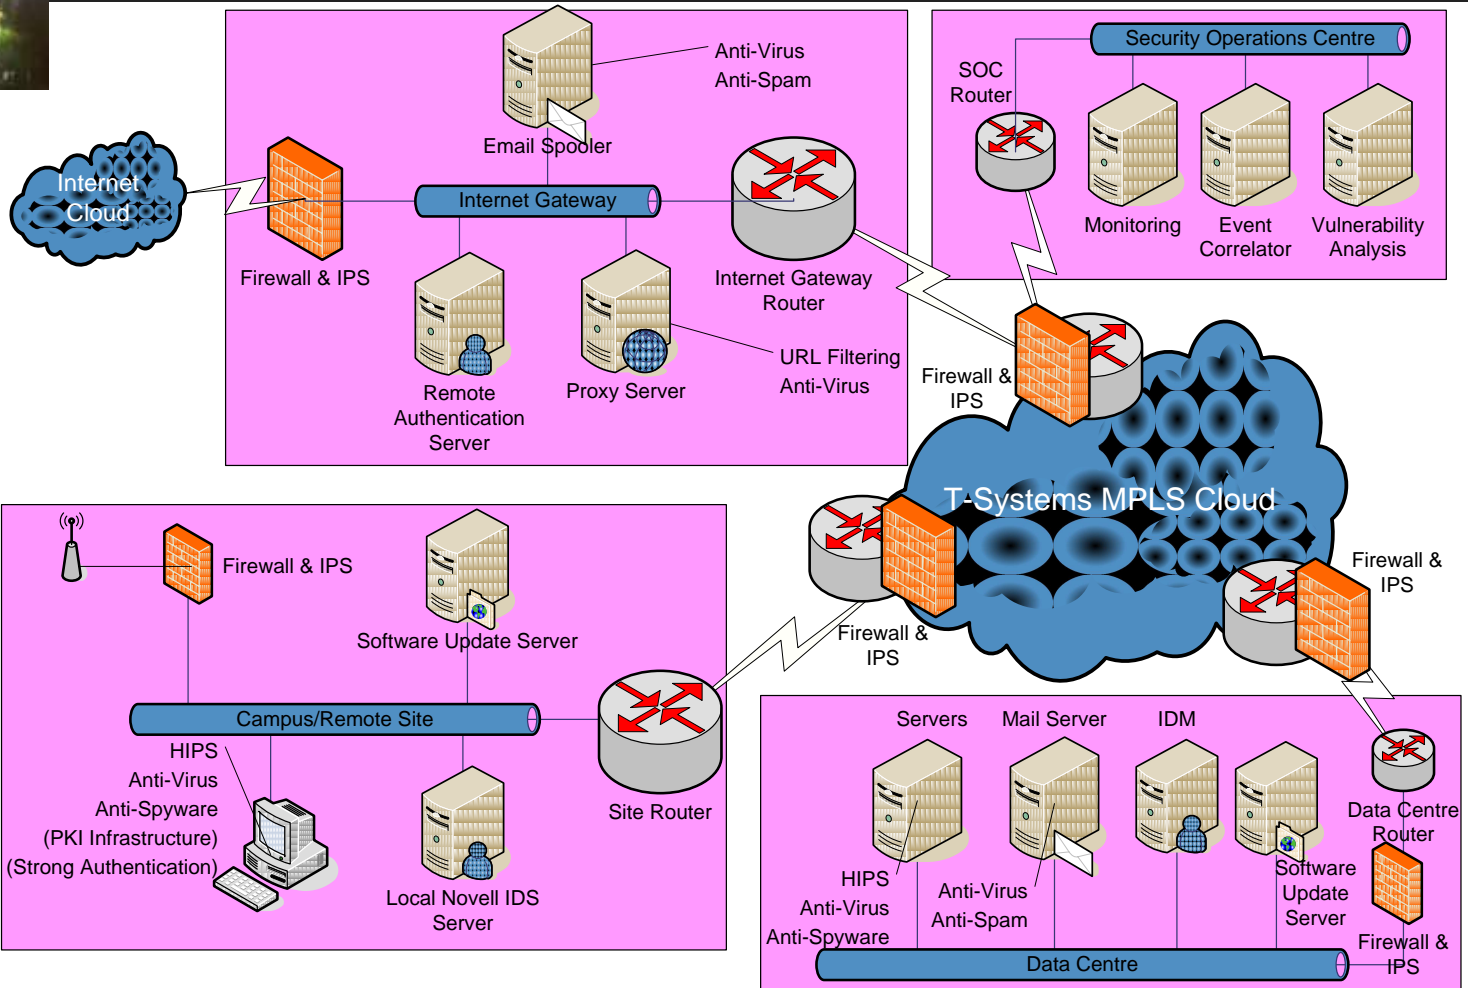 Anti-Virus
Anti-Spam
Email Spooler
Internet
Cloud
Internet Gateway
Firewall & IPS
Internet Gateway
Router
Remote
Authentication
Server
Proxy Server
URL Filtering
Anti-Virus
Security Operations Centre
SOC
Router
Monitoring
Event
Correlator
Vulnerability
Analysis
Firewall &
IPS
T-Systems MPLS Cloud
Firewall &
IPS
Firewall &
IPS
Firewall & IPS
Software Update Server
Campus/Remote Site
HIPS
Anti-Virus
Anti-Spyware
(PKI Infrastructure)
(Strong Authentication)
Local Novell IDS
Server
Site Router
Servers
Mail Server
IDM
Data Centre
Router
HIPS
Anti-Virus
Anti-Spyware
Anti-Virus
Anti-Spam
Software
Update
Server
Firewall &
IPS
Data Centre